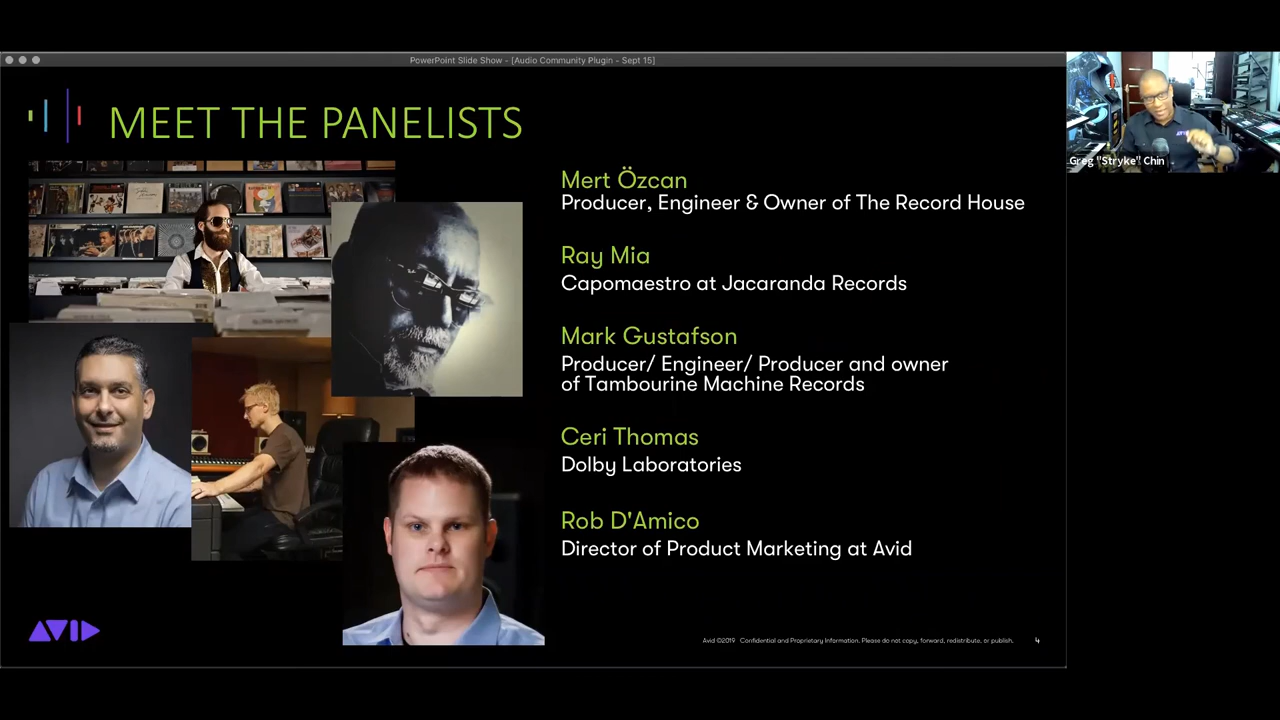 PowerPoint Slide Show - [Audio Community Plugin - Sept 15]
MEET THE PANELISTS
Greg "Stryke" Chin
Mert Özcan
Producer, Engineer & Owner of The Record House
Ray Mia
Capomaestro at Jacaranda Records
Mark Gustafson
Producer/ Engineer/ Producer and owner
of Tambourine Machine Records
Ceri Thomas
Dolby Laboratories
Rob D'Amico
Director of Product Marketing at Avid
AVID
Avid ©2019 Confidential and Proprietary Information. Please do not copy, forward, redistribute, or publish.
4